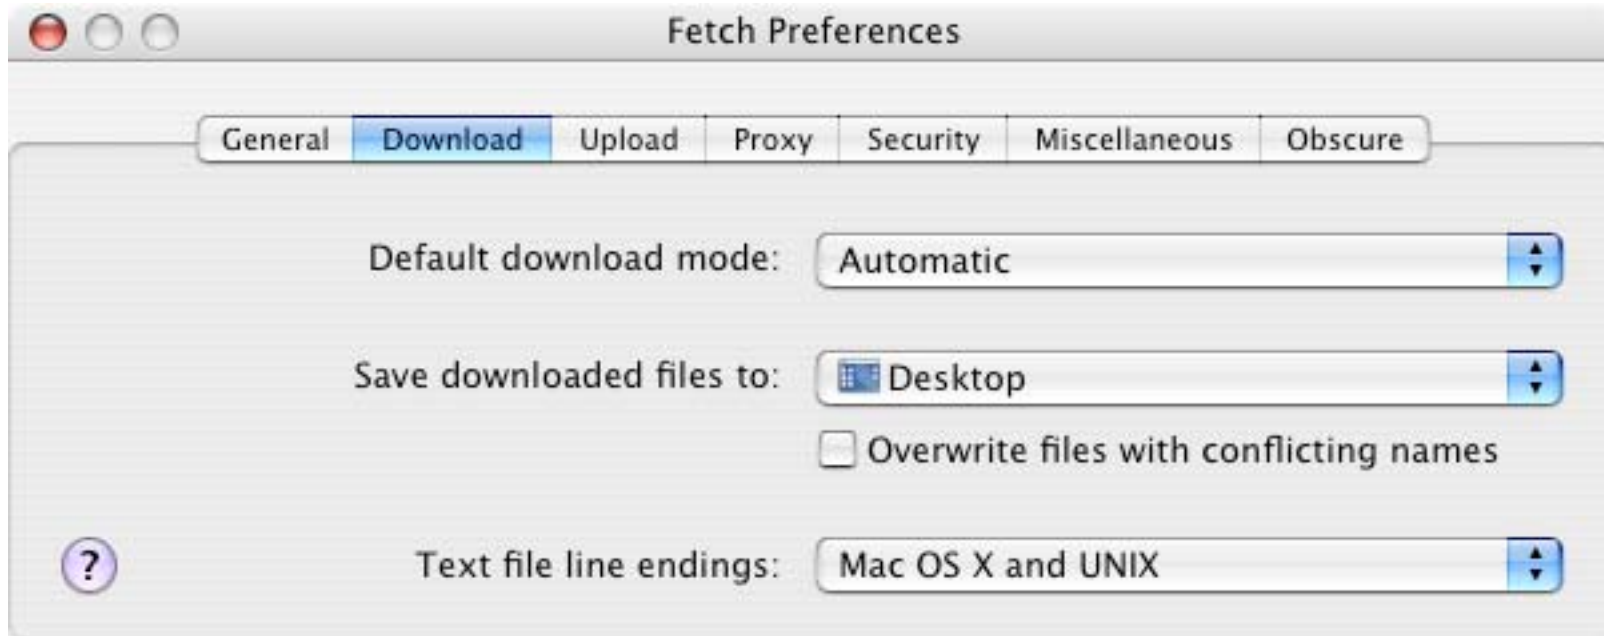 Fetch Preferences
General Download Upload Proxy Security Miscellaneous Obscure
Default download mode: Automatic
Save downloaded files to: Desktop
Overwrite files with conflicting names
? Text file line endings: Mac OS X and UNIX